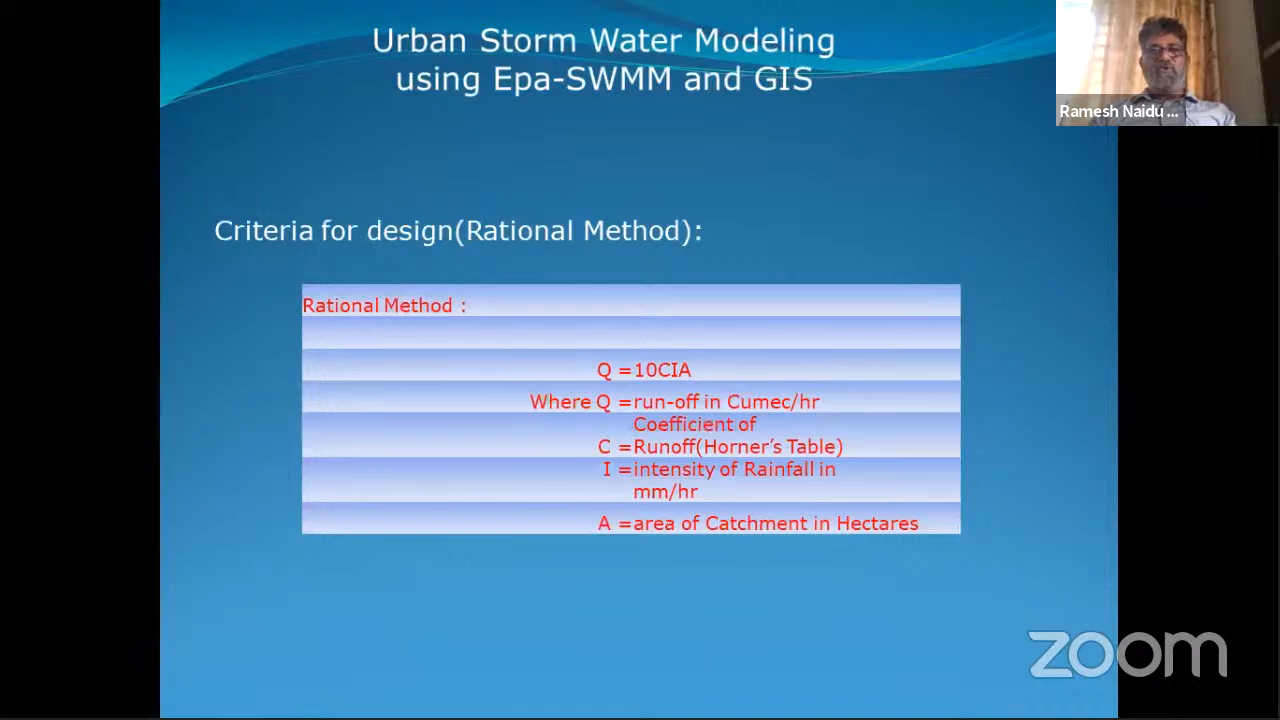 Urban Storm Water Modeling
using Epa-SWMM and GIS
Ramesh Naidu ...
Criteria for design(Rational Method):
Rational Method :
Q =10CIA
Where Q =run-off in Cumec/hr
Coefficient of
C =Runoff(Horner’s Table)
I =intensity of Rainfall in
mm/hr
A =area of Catchment in Hectares
zoom